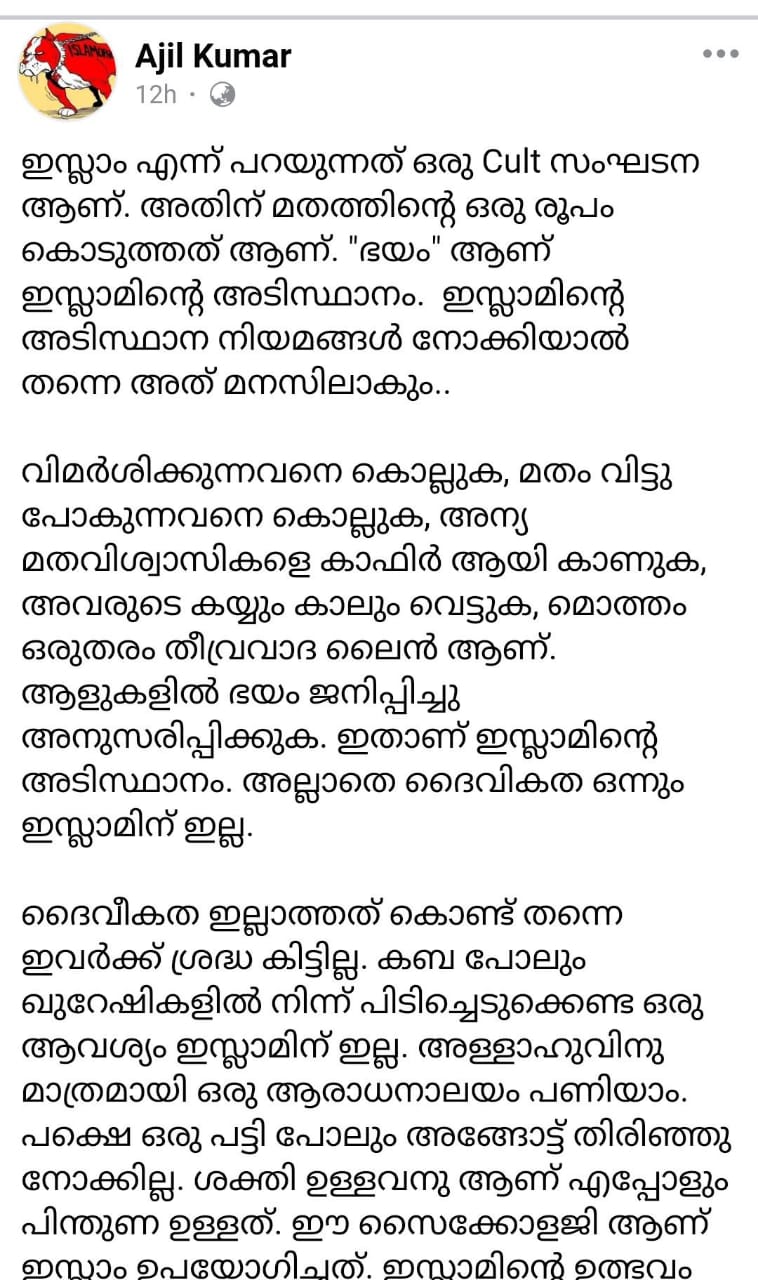 ISLAMOPH
Ajil Kumar
12h
ഇസ്ലാം എന്ന് പറയുന്നത് ഒരു Cult സംഘടന
ആണ്. അതിന് മതത്തിന്റെ ഒരു രൂപം
കൊടുത്തത് ആണ്. "ഭയം" ആണ്
ഇസ്ലാമിന്റെ അടിസ്ഥാനം. ഇസ്ലാമിന്റെ
അടിസ്ഥാന നിയമങ്ങൾ നോക്കിയാൽ
തന്നെ അത് മനസിലാകും..
വിമർശിക്കുന്നവനെ കൊല്ലുക, മതം വിട്ടു
പോകുന്നവനെ കൊല്ലുക, അന്യ
മതവിശ്വാസികളെ കാഫിർ ആയി കാണുക,
അവരുടെ കയ്യും കാലും വെട്ടുക, മൊത്തം
ഒരുതരം തീവ്രവാദ ലൈൻ ആണ്.
ആളുകളിൽ ഭയം ജനിപ്പിച്ചു
അനുസരിപ്പിക്കുക. ഇതാണ് ഇസ്ലാമിന്റെ
അടിസ്ഥാനം. അല്ലാതെ ദൈവികത ഒന്നും
ഇസ്ലാമിന് ഇല്ല.
ദൈവീകത ഇല്ലാത്തത് കൊണ്ട് തന്നെ
ഇവർക്ക് ശ്രദ്ധ കിട്ടില്ല. കബ പോലും
ഖുറേഷികളിൽ നിന്ന് പിടിച്ചെടുക്കെണ്ട ഒരു
ആവശ്യം ഇസ്ലാമിന് ഇല്ല. അള്ളാഹുവിനു
മാത്രമായി ഒരു ആരാധനാലയം പണിയാം.
പക്ഷെ ഒരു പട്ടി പോലും അങ്ങോട്ട് തിരിഞ്ഞു
നോക്കില്ല. ശക്തി ഉള്ളവനു ആണ് എപ്പോളും
പിന്തുണ ഉള്ളത്. ഈ സൈക്കോളജി ആണ്
ഇസ്ലാം ഉപയോഗിച്ചത്. ഇസ്ലാമിന്റെ ഉത്ഭവം